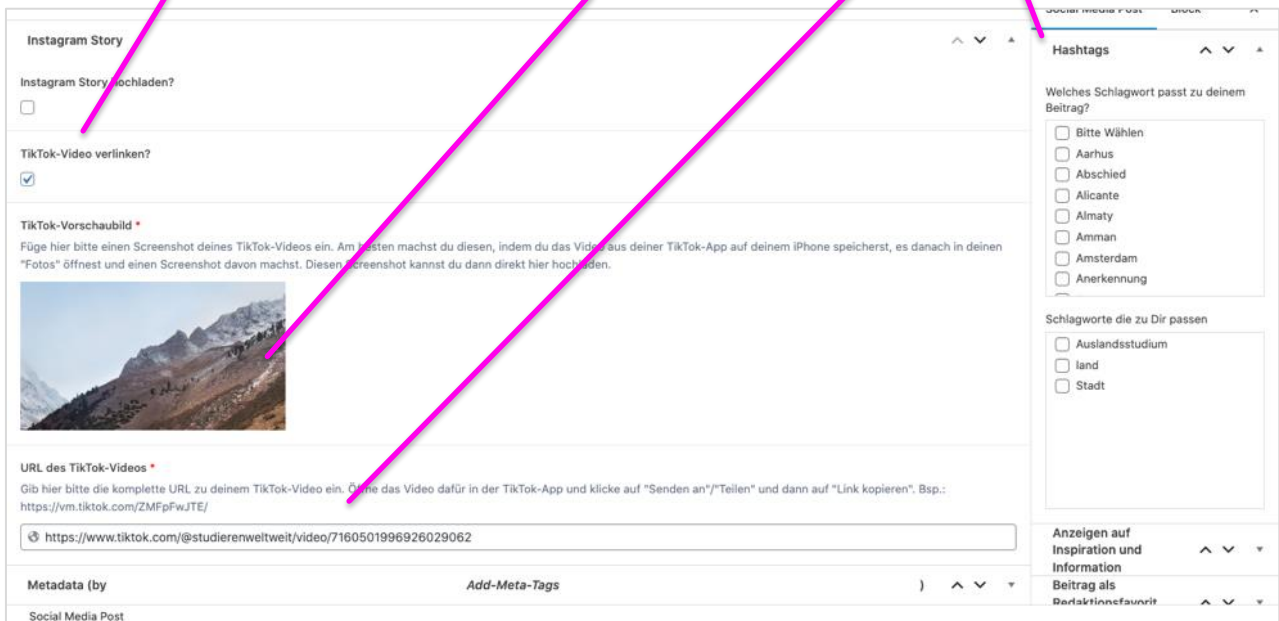 Social Media Post Block
Instagram Story
Hashtags
Instagram Story hochladen?
Welches Schlagwort passt zu deinem
Beitrag?
Bitte Wählen
Aarhus
Abschied
Alicante
Almaty
Amman
Amsterdam
Anerkennung
TikTok-Video verlinken?
TikTok-Vorschaubild *
Füge hier bitte einen Screenshot deines TikTok-Videos ein. Am besten machst du diesen, indem du das Video aus deiner TikTok-App auf deinem iPhone speicherst, es danach in deinen
"Fotos" öffnest und einen Screenshot davon machst. Diesen Screenshot kannst du dann direkt hier hochladen.
Schlagworte die zu Dir passen
Auslandsstudium
land
Stadt
URL des TikTok-Videos *
Gib hier bitte die komplette URL zu deinem TikTok-Video ein. Öffne das Video dafür in der TikTok-App und klicke auf "Senden an"/"Teilen" und dann auf "Link kopieren". Bsp.:
https://vm.tiktok.com/ZMFpFwJTE/
https://www.tiktok.com/@studierenweltweit/video/7160501996926029062
Anzeigen auf
Inspiration und
Information
Metadata (by Add-Meta-Tags )
Beitrag als
Redaktionsfavorit
Social Media Post